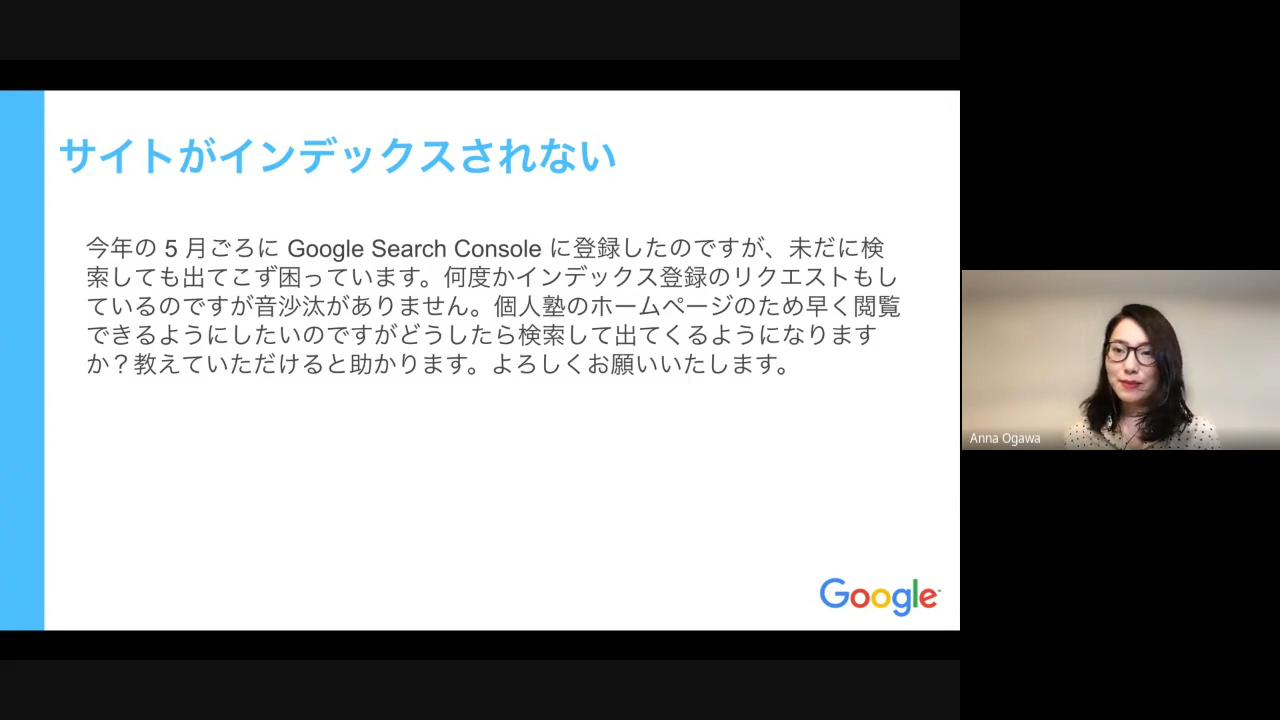 サイトがインデックスされない
今年の 5 月ごろに Google Search Console に登録したのですが、未だに検
索しても出てこず困っています。何度かインデックス登録のリクエストもし
ているのですが音沙汰がありません。個人塾のホームページのため早く閲覧
できるようにしたいのですがどうしたら検索して出てくるようになります
か？教えていただけると助かります。よろしくお願いいたします。
Google
Anna Ogawa